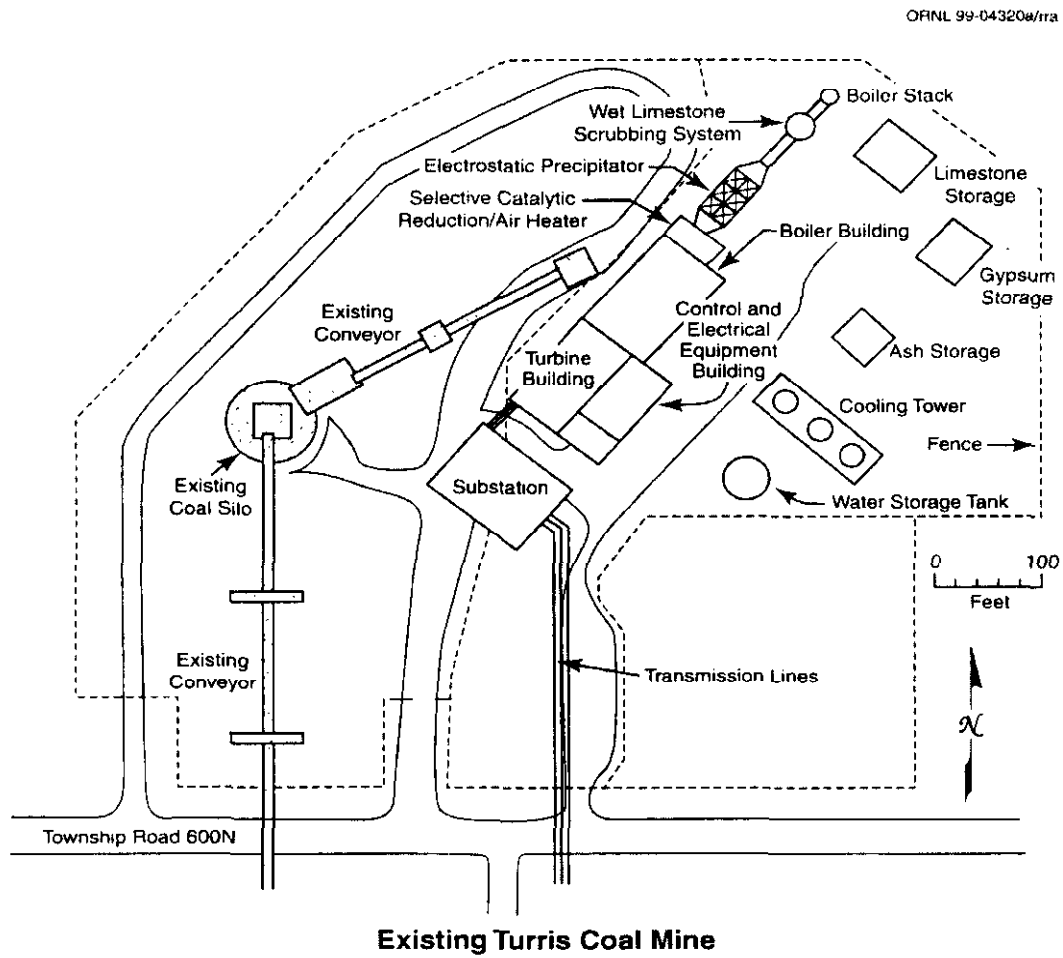 ORNL 99-04320a/rra
Boiler Stack
Wet Limestone
Scrubbing System
Electrostatic Precipitator
Selective Catalytic
Reduction/Air Heater
Limestone
Storage
Boiler Building
Gypsum
Storage
Existing
Conveyor
Control and
Electrical
Equipment
Building
Turbine
Building
Ash Storage
Cooling Tower
Fence
Existing
Coal Silo
Substation
Water Storage Tank
0 100
Feet
Existing
Conveyor
Transmission Lines
N
Township Road 600N
Existing Turris Coal Mine